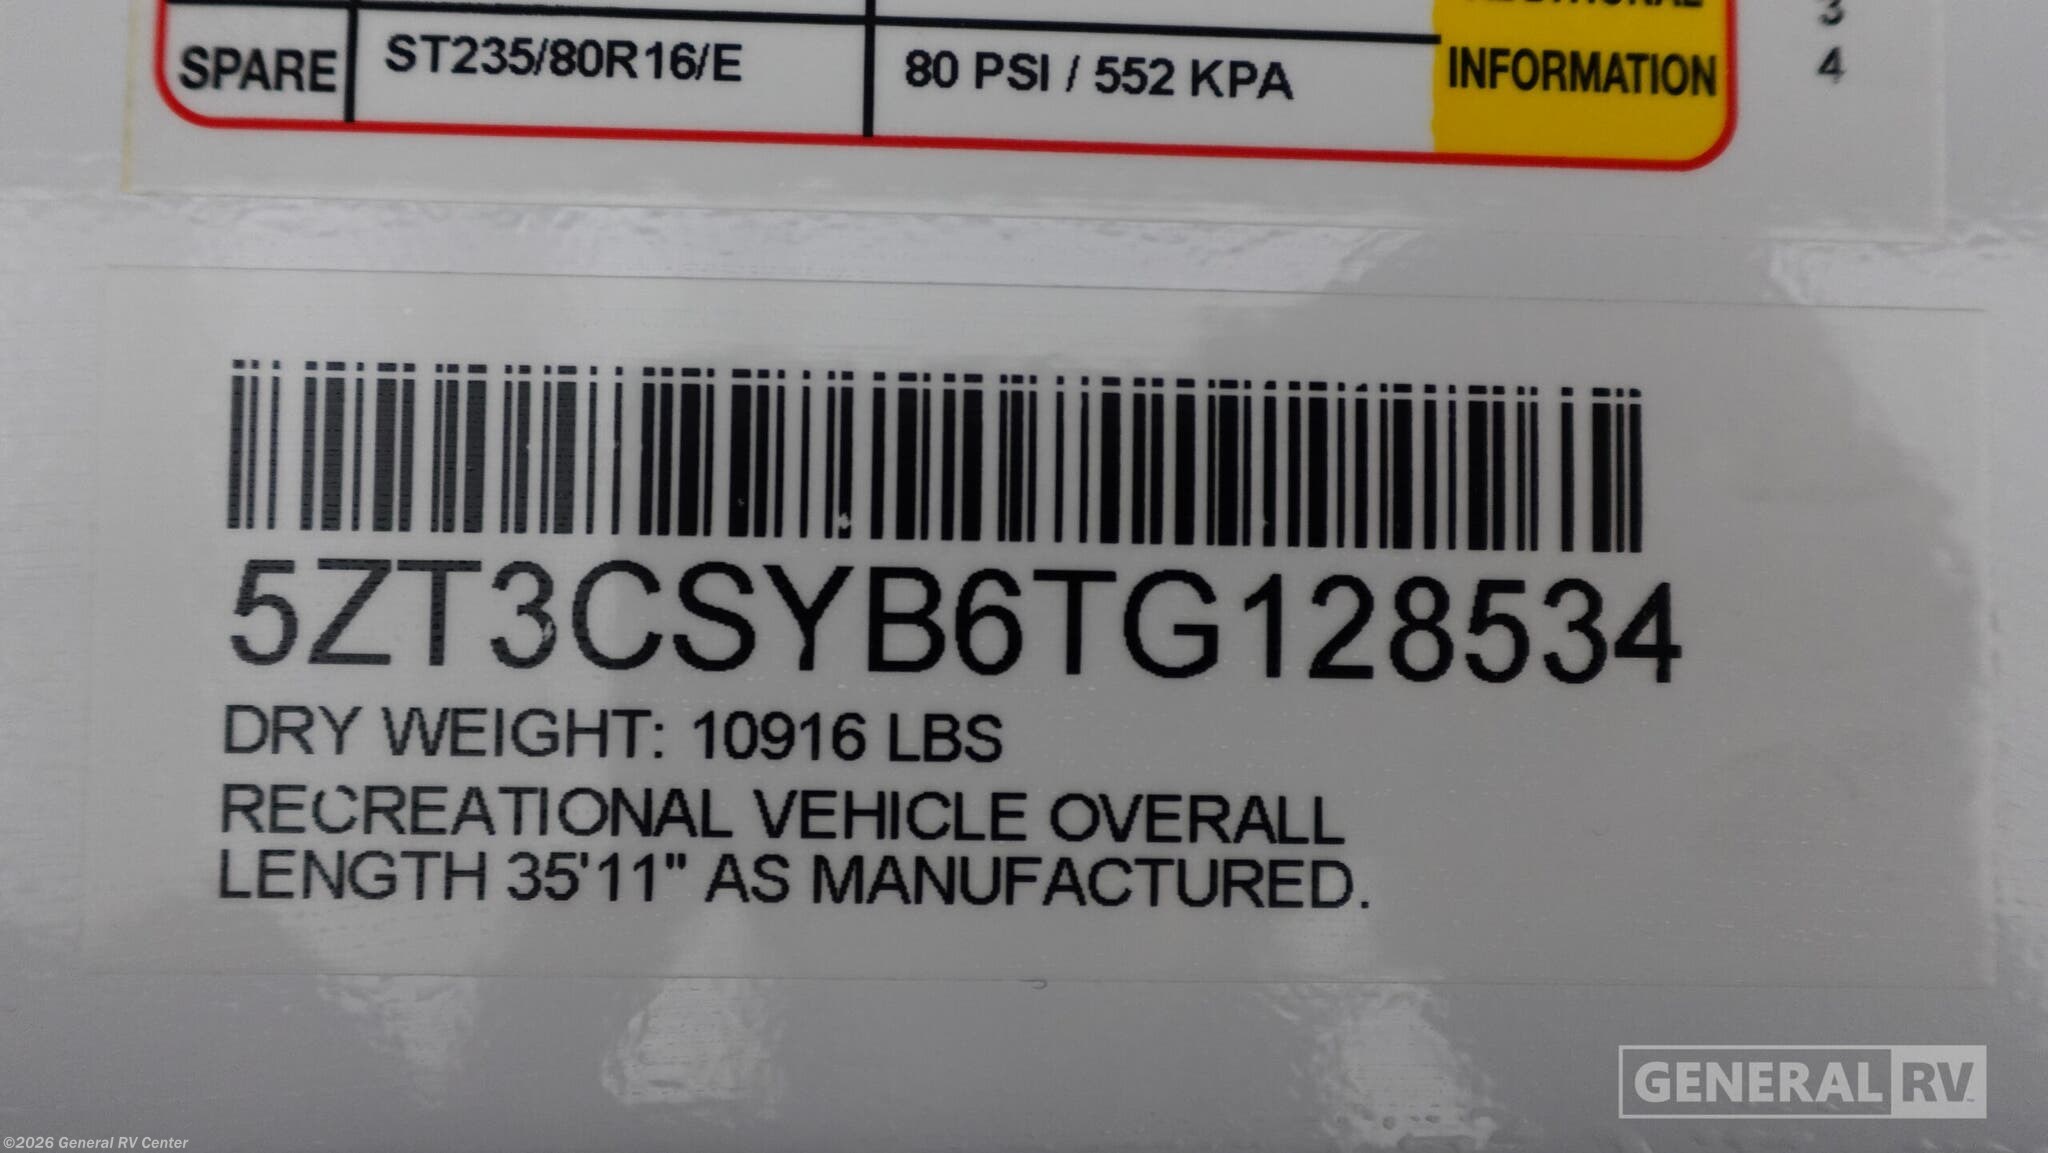 SPARE ST235/80R16/E 80 PSI / 552 KPA INFORMATION
3
4
5ZT3CSYB6TG128534
DRY WEIGHT: 10916 LBS
RECREATIONAL VEHICLE OVERALL
LENGTH 35'11" AS MANUFACTURED.
GENERAL RV
©2026 General RV Center